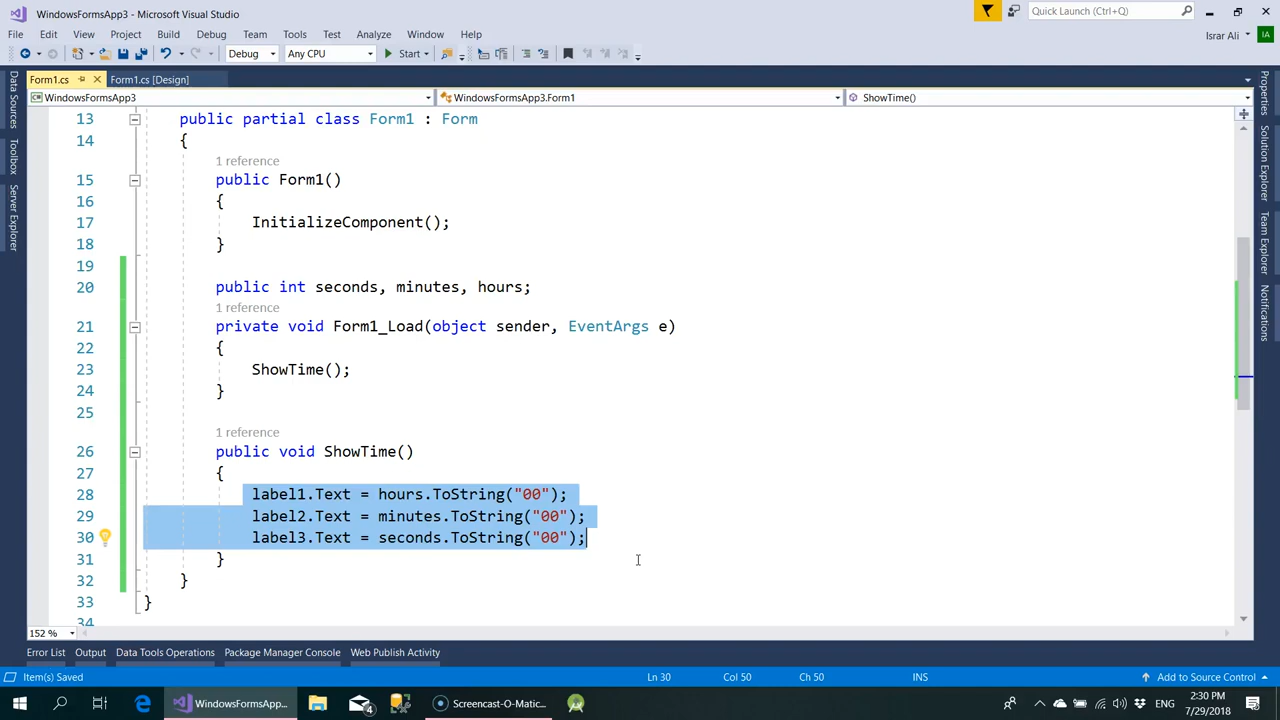 WindowsFormsApp3 - Microsoft Visual Studio
Quick Launch (Ctrl+Q)
File Edit View Project Build Debug Team Tools Test Analyze Window Help
Israr Ali IA
Debug Any CPU Start
Form1.cs Form1.cs [Design]
WindowsFormsApp3 WindowsFormsApp3.Form1 ShowTime()
Data Sources
Toolbox
Server Explorer
13 public partial class Form1 : Form
14 {
1 reference
15 public Form1()
16 {
17 InitializeComponent();
18 }
19
20 public int seconds, minutes, hours;
1 reference
21 private void Form1_Load(object sender, EventArgs e)
22 {
23 ShowTime();
24 }
25
1 reference
26 public void ShowTime()
27 {
28 label1.Text = hours.ToString("00");
29 label2.Text = minutes.ToString("00");
30 label3.Text = seconds.ToString("00");
31 }
32 }
33 }
34
Properties
Solution Explorer
Team Explorer
Notifications
152 %
Error List Output Data Tools Operations Package Manager Console Web Publish Activity
Item(s) Saved Ln 30 Col 50 Ch 50 INS Add to Source Control
WindowsFormsApp... Screencast-O-Matic... ENG 2:30 PM
7/29/2018
4